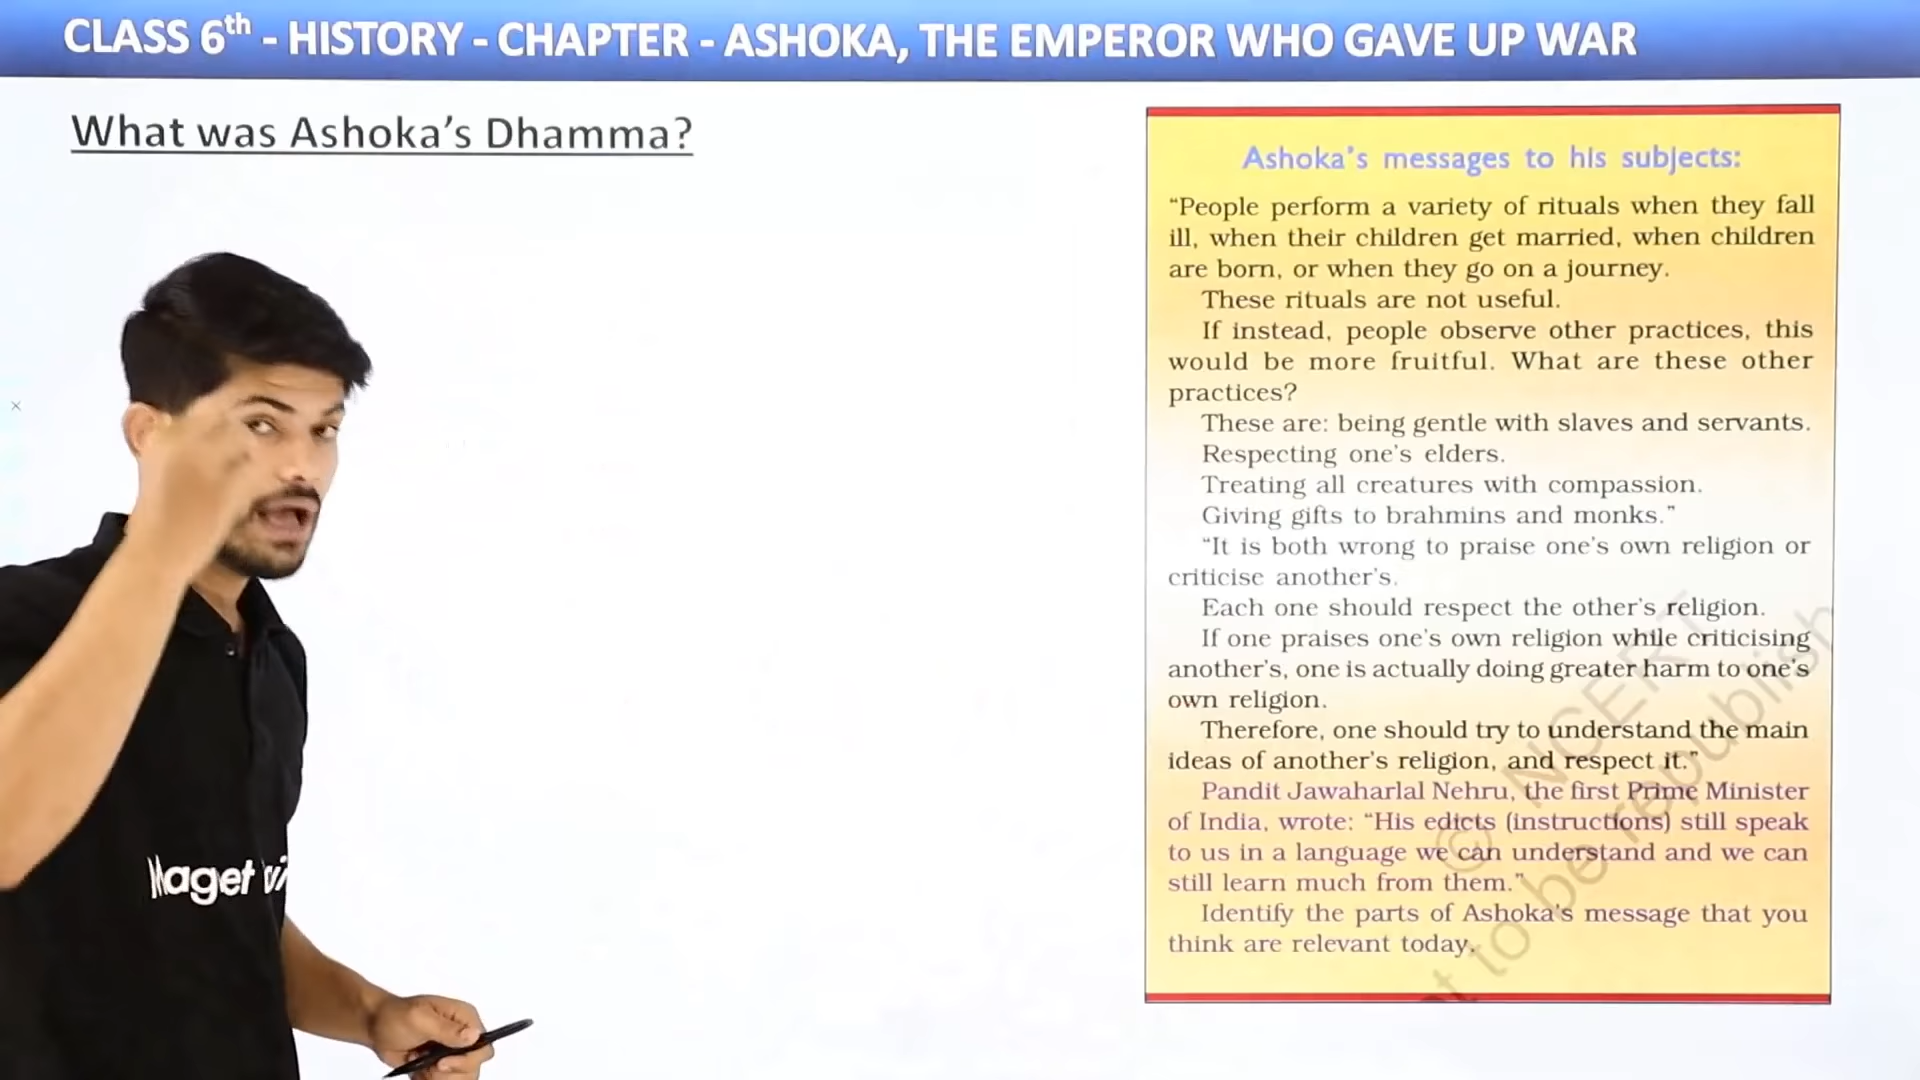 CLASS 6th - HISTORY - CHAPTER - ASHOKA, THE EMPEROR WHO GAVE UP WAR
What was Ashoka's Dhamma?
Ashoka's messages to his subjects:
“People perform a variety of rituals when they fall
ill, when their children get married, when children
are born, or when they go on a journey.
These rituals are not useful.
If instead, people observe other practices, this
would be more fruitful. What are these other
practices?
These are: being gentle with slaves and servants.
Respecting one's elders.
Treating all creatures with compassion.
Giving gifts to brahmins and monks.”
“It is both wrong to praise one's own religion or
criticise another's.
Each one should respect the other's religion.
If one praises one's own religion while criticising
another's, one is actually doing greater harm to one's
own religion.
Therefore, one should try to understand the main
ideas of another's religion, and respect it.”
Pandit Jawaharlal Nehru, the first Prime Minister
of India, wrote: “His edicts (instructions) still speak
to us in a language we can understand and we can
still learn much from them.”
Identify the parts of Ashoka's message that you
think are relevant today.
© NCERT
to be republish
Maget